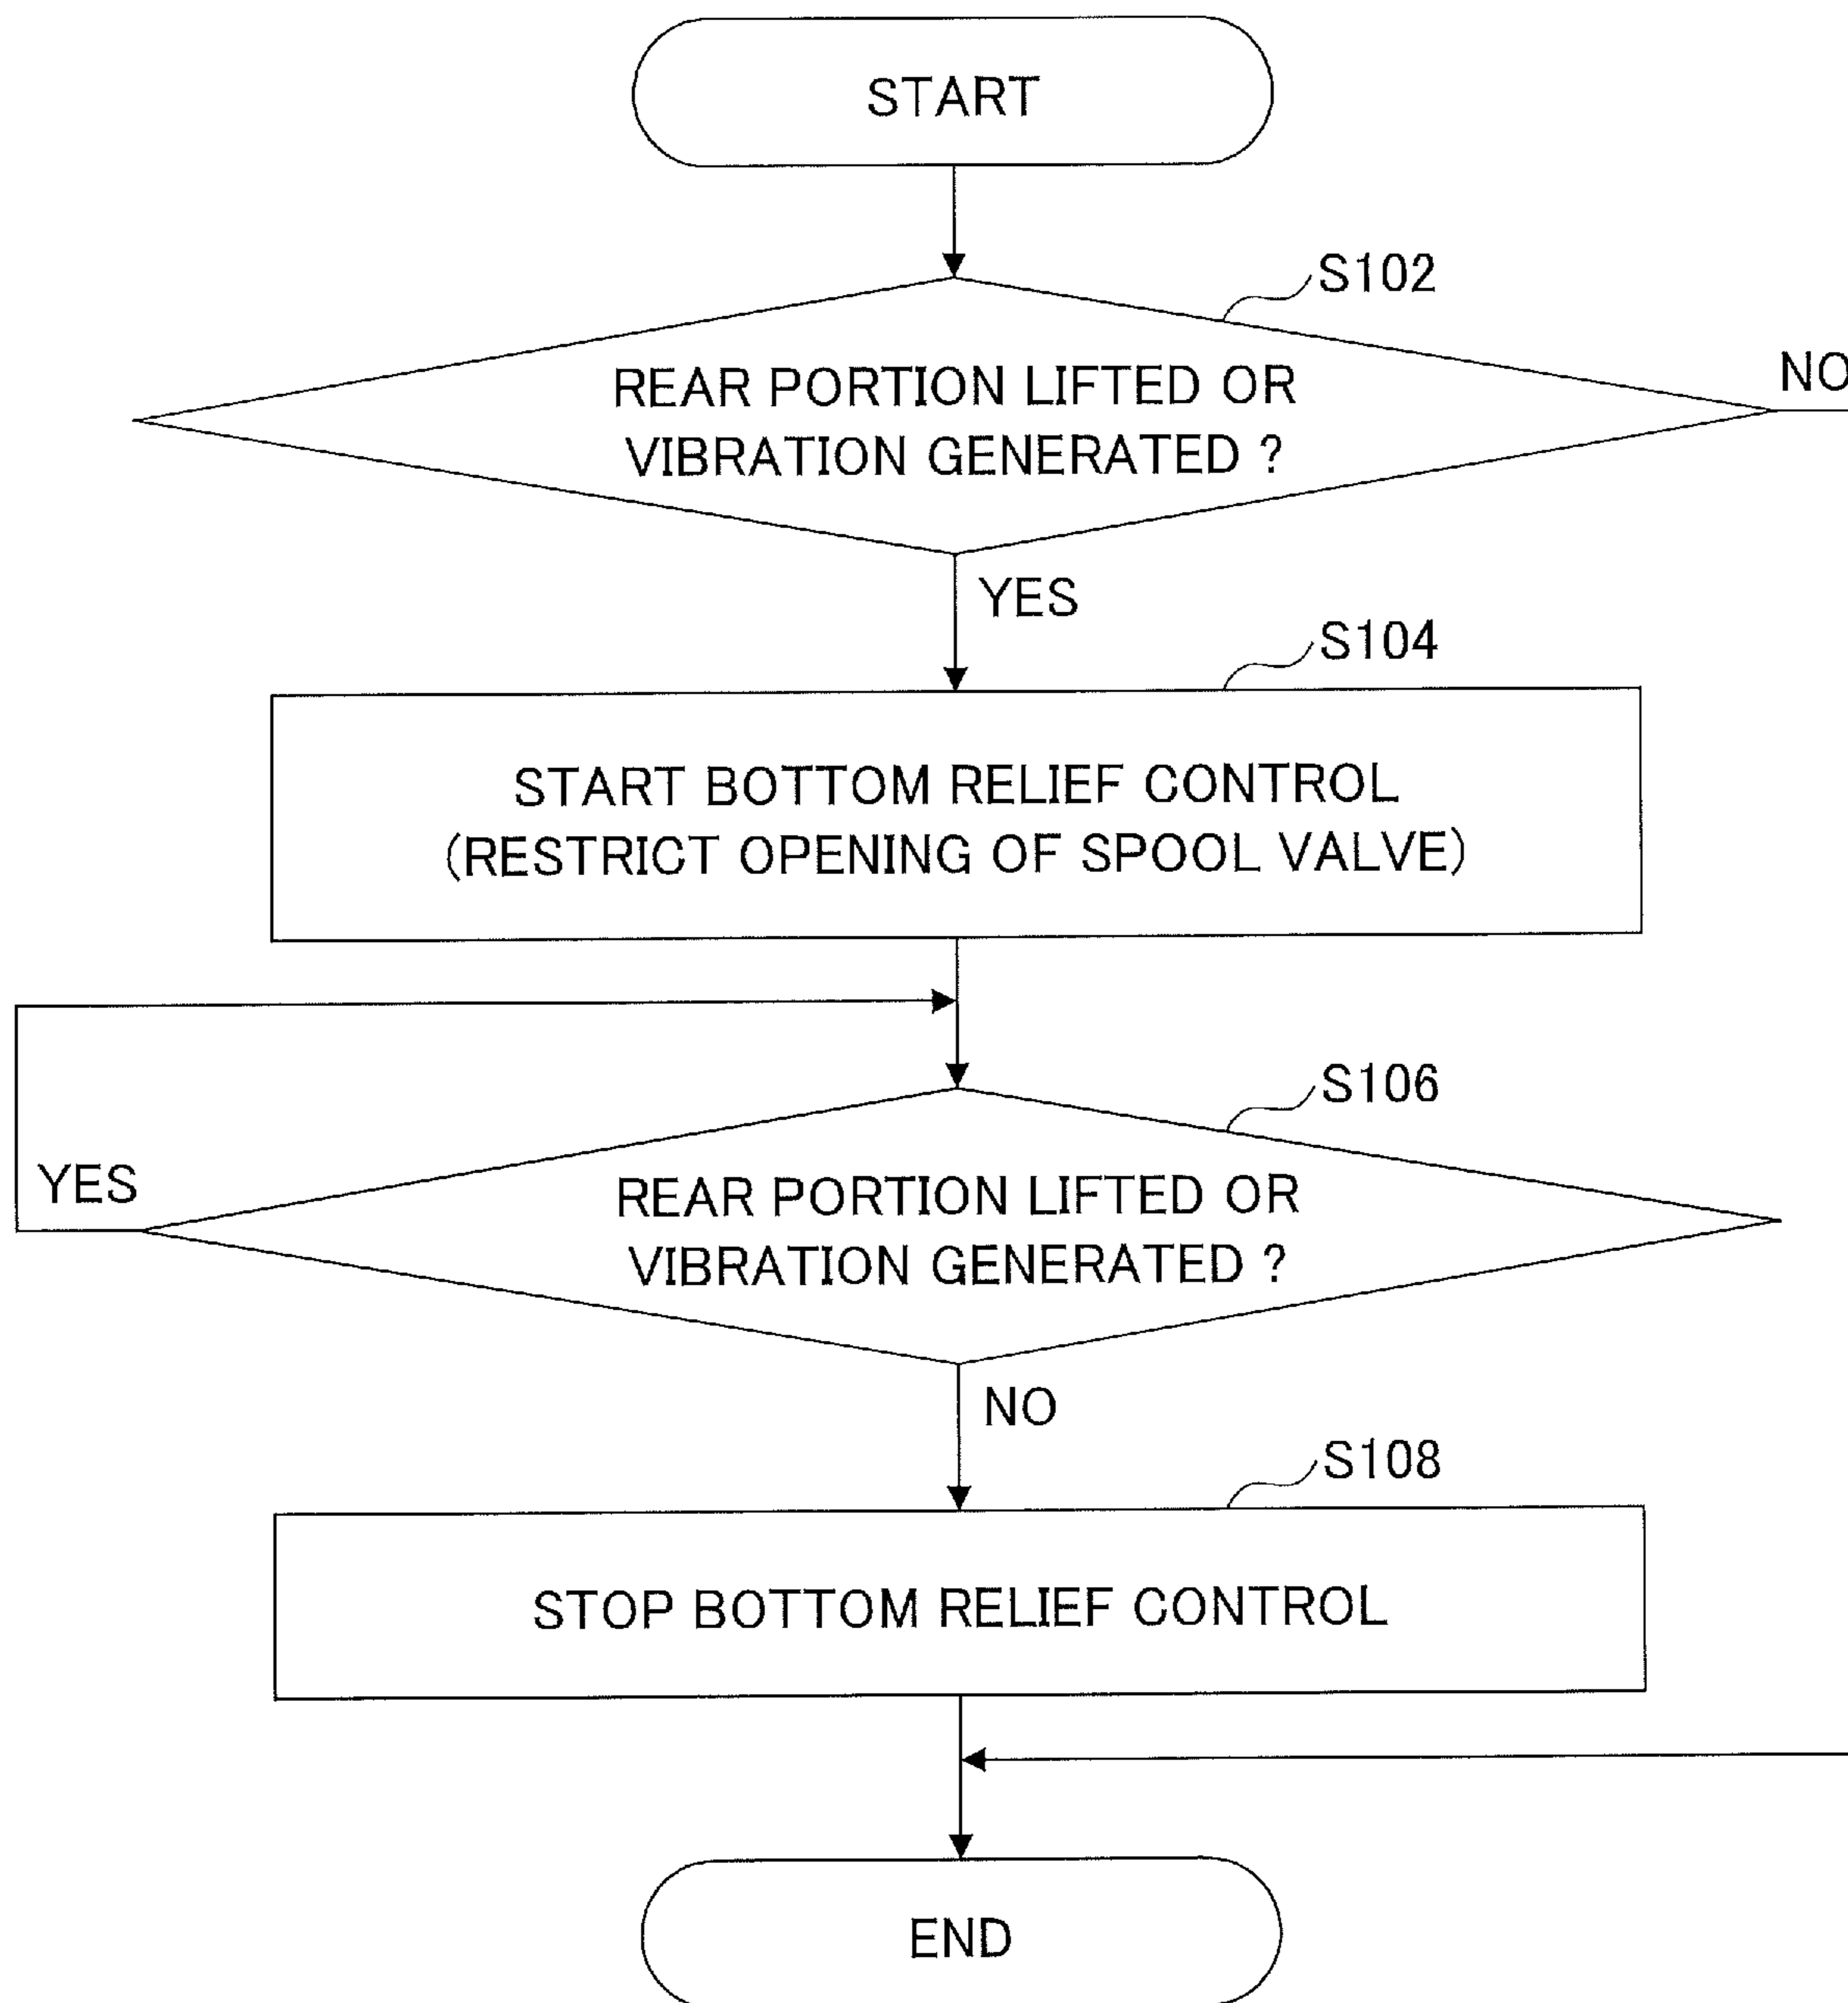 START
S102
REAR PORTION LIFTED OR
VIBRATION GENERATED ?
NO
YES
S104
START BOTTOM RELIEF CONTROL
(RESTRICT OPENING OF SPOOL VALVE)
S106
YES
REAR PORTION LIFTED OR
VIBRATION GENERATED ?
NO
S108
STOP BOTTOM RELIEF CONTROL
END